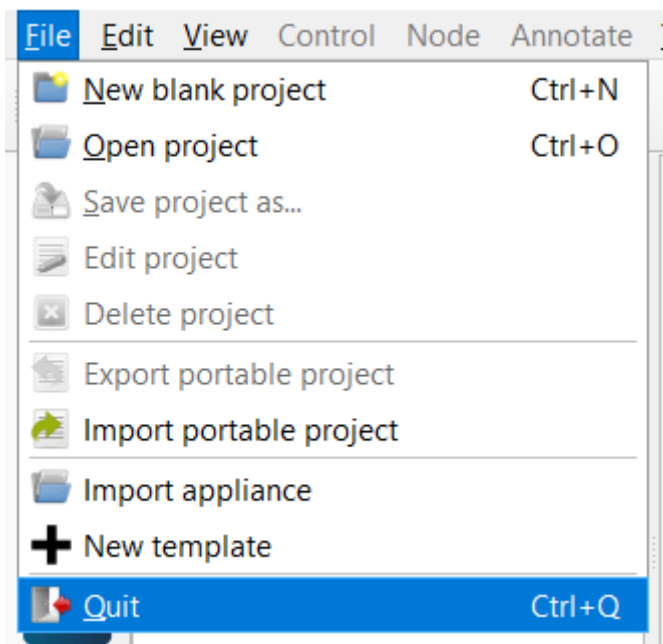 File Edit View Control Node Annotate
New blank project Ctrl+N
Open project Ctrl+O
Save project as...
Edit project
Delete project
Export portable project
Import portable project
Import appliance
New template
Quit Ctrl+Q